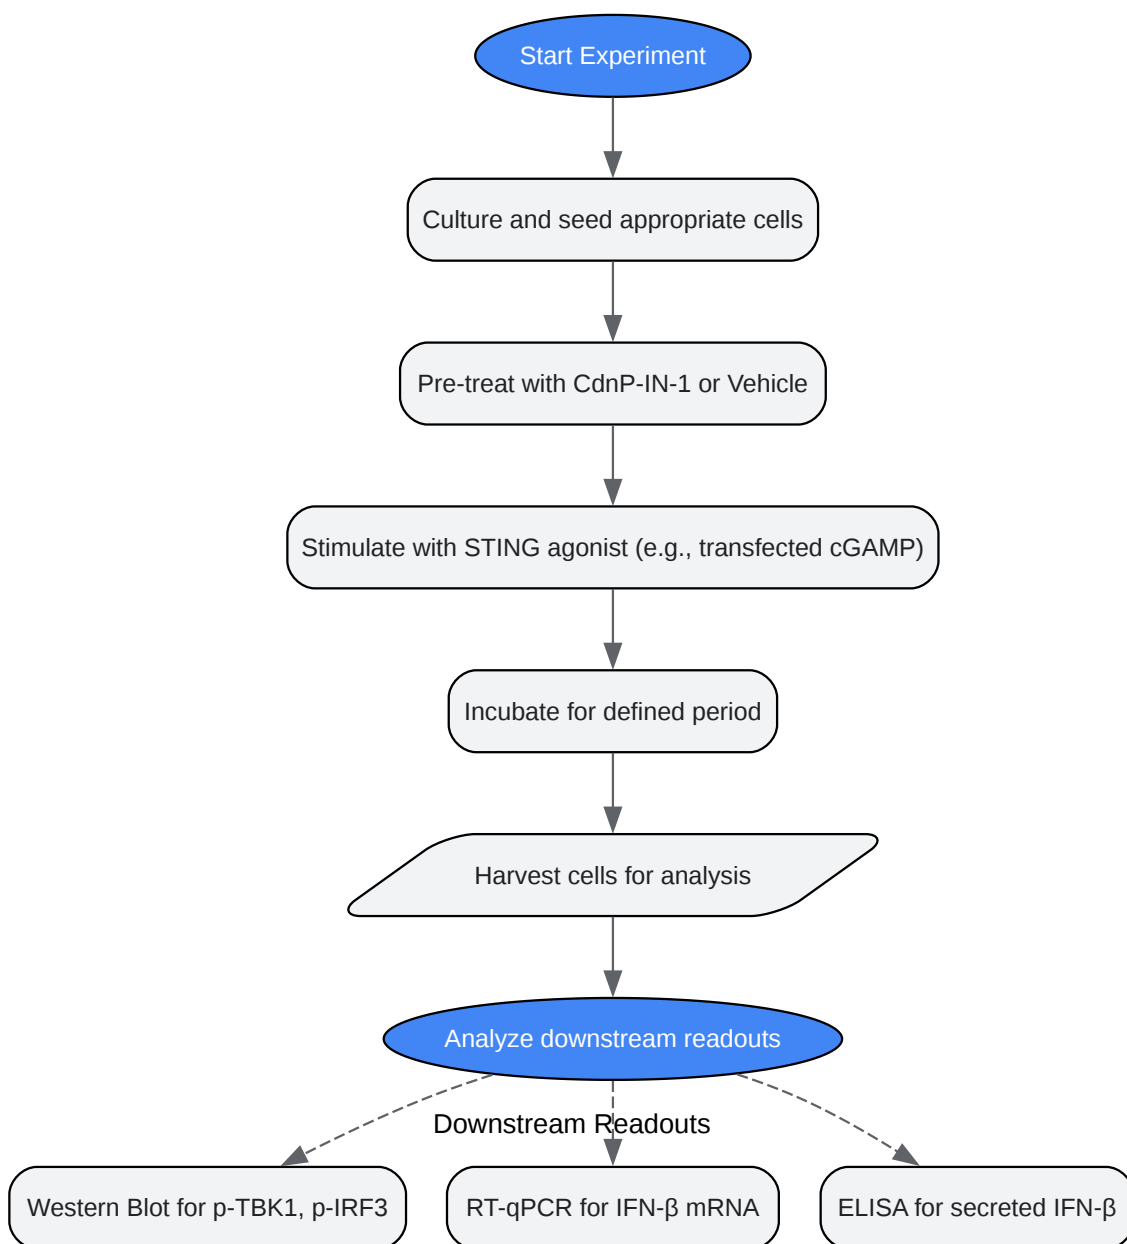 Start Experiment
Culture and seed appropriate cells
Pre-treat with CdnP-IN-1 or Vehicle
Stimulate with STING agonist (e.g., transfected cGAMP)
Incubate for defined period
Harvest cells for analysis
Analyze downstream readouts
Downstream Readouts
Western Blot for p-TBK1, p-IRF3
RT-qPCR for IFN-β mRNA
ELISA for secreted IFN-β